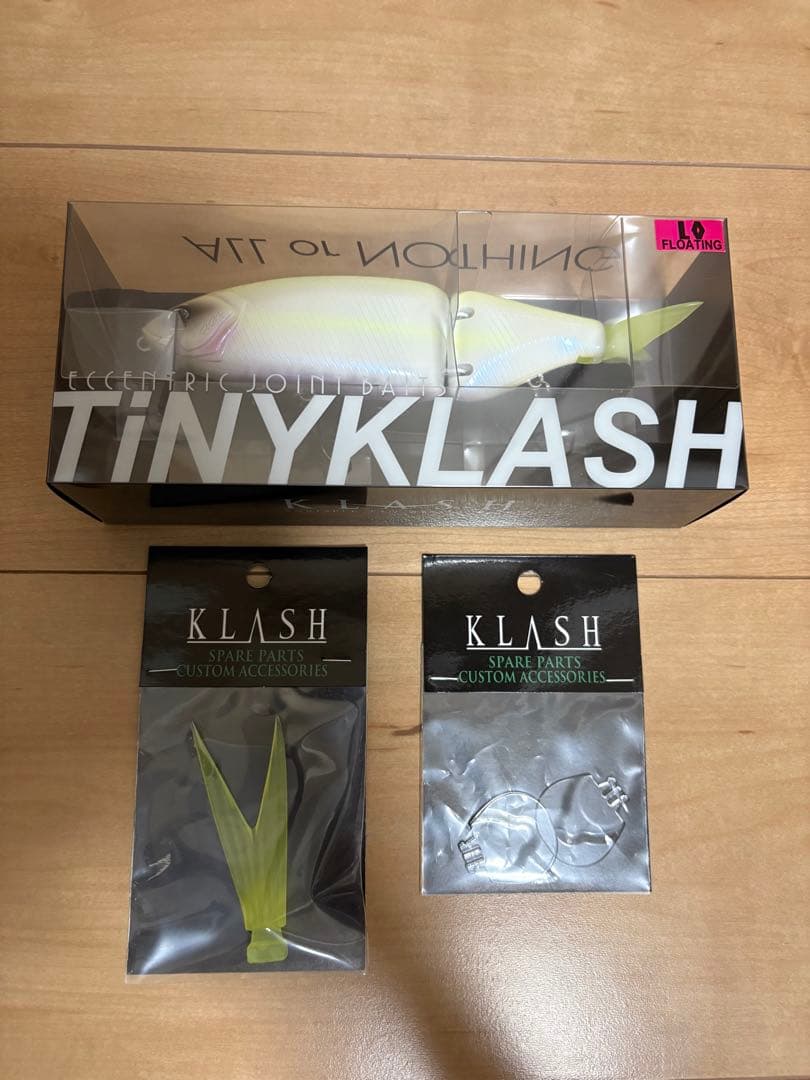 ALL or NOTHING
LO
FLOATING
ECCENTRIC JOINT BAITS
TiNYKLASH
KLASH
KLASH
SPARE PARTS
CUSTOM ACCESSORIES
KLASH
SPARE PARTS
CUSTOM ACCESSORIES